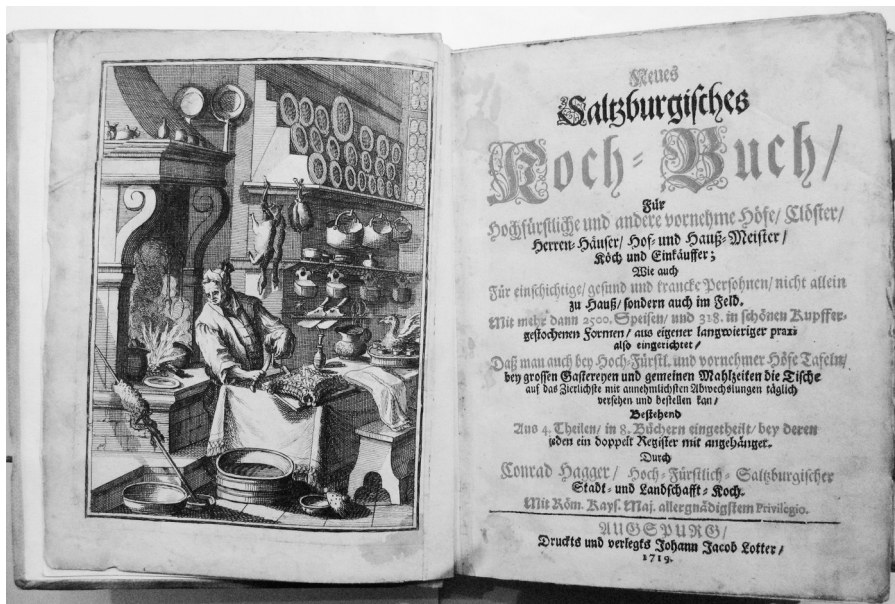 Neues
Saltzburgisches
Koch-Buch/
Für
Hochfürstliche und andere vornehme Höfe/ Clöster/
Herren-Häuser/ Hof- und Hauß-Meister/
Köch und Einkäuffer;
Wie auch
Für einschichtige/ gesund und krancke Persohnen/ nicht allein
zu Hauß/ sondern auch im Feld.
Mit mehr dann 2500. Speisen/ und 318. in schönen Kupffer-
gestochenen Formen/ aus eigener langwieriger praxi
also eingerichtet/
Daß man auch bey Hoch-Fürstl. und vornehmer Höfe Tafeln/
bey grossen Gastereyen und gemeinen Mahlzeiten die Tische
auf das Zierlichste mit annehmlichsten Abwechslungen täglich
versehen und bestellen kan/
Bestehend
Aus 4. Theilen/ in 8. Büchern eingetheilt/ bey deren
jeden ein doppelt Register mit angehänget.
Durch
Conrad Hagger/ Hoch-Fürstlich-Saltzburgischer
Stadt- und Landschafft-Koch.
Mit Röm. Kays. Maj. allergnädigstem Privilegio.
AUGSPURG/
Druckts und verlegts Johann Jacob Lotter/
1719.